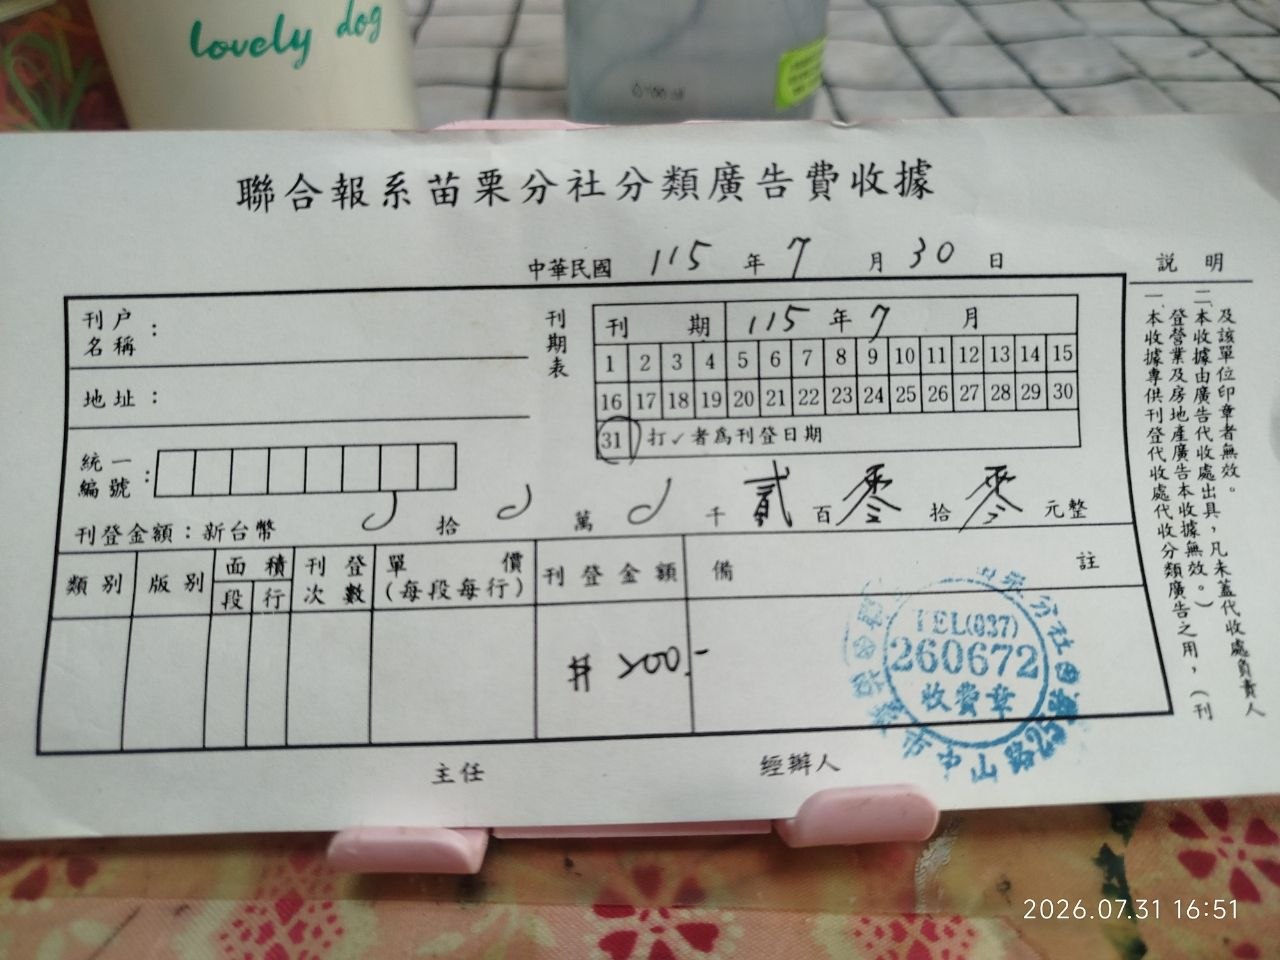 lovely dog
聯合報系苗栗分社分類廣告費收據
中華民國 115 年 7 月 30 日
刊戶名稱：
地址：
統一編號：
刊期表
刊期 115 年 7 月
1 2 3 4 5 6 7 8 9 10 11 12 13 14 15
16 17 18 19 20 21 22 23 24 25 26 27 28 29 30
31 打✓者為刊登日期
刊登金額：新台幣 拾 萬 千 貳 百 零 拾 零 元整
類別 版別 面積 段 行 刊登次數 單價（每段每行） 刊登金額 備註
# 200.-
TEL(037)
260672
收費章
主任 經辦人
說明
一、本收據專供刊登代收處代收分類廣告之用，（刊
登營業及房地產廣告本收據無效。）
二、本收據由廣告代收處出具，凡未蓋代收處負責人
及該單位印章者無效。
2026.07.31 16:51